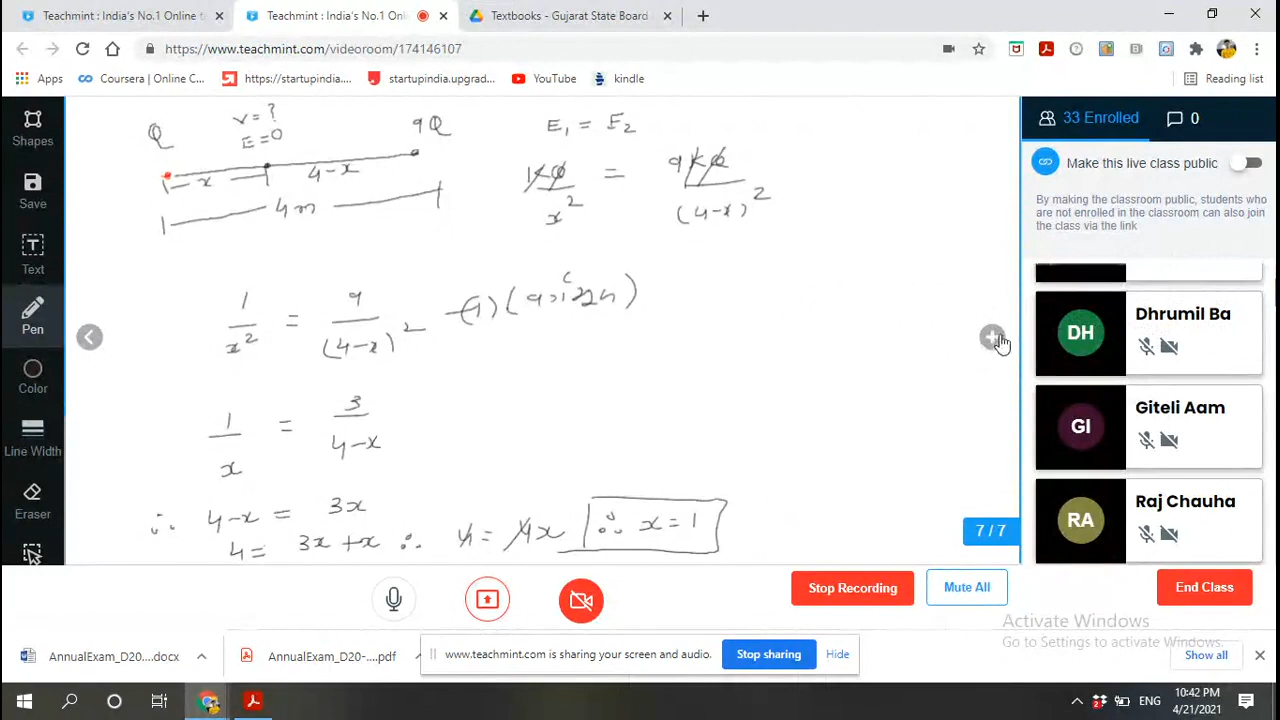 Teachmint : India's No.1 Online t
Teachmint : India's No.1 Onl
Textbooks - Gujarat State Board
https://www.teachmint.com/videoroom/174146107
Apps
Coursera | Online C...
https://startupindia....
startupindia.upgrad...
YouTube
kindle
Reading list
Shapes
Save
Text
Pen
Color
Line Width
Eraser
Q
V=?
E=0
9Q
x
4-x
4m
E₁ = E₂
1KQ/x² = 9KQ/(4-x)²
1/x² = 9/(4-x)²
1/x = 3/(4-x)
∴ 4-x = 3x
4 = 3x+x ∴ 4 = 4x ∴ x=1
7 / 7
33 Enrolled
0
Make this live class public
By making the classroom public, students who
are not enrolled in the classroom can also join
the class via the link
DH
Dhrumil Ba
GI
Giteli Aam
RA
Raj Chauha
Stop Recording
Mute All
End Class
Activate Windows
Go to Settings to activate Windows.
AnnualExam_D20....docx
AnnualExam_D20-....pdf
www.teachmint.com is sharing your screen and audio.
Stop sharing
Hide
Show all
ENG
10:42 PM
4/21/2021